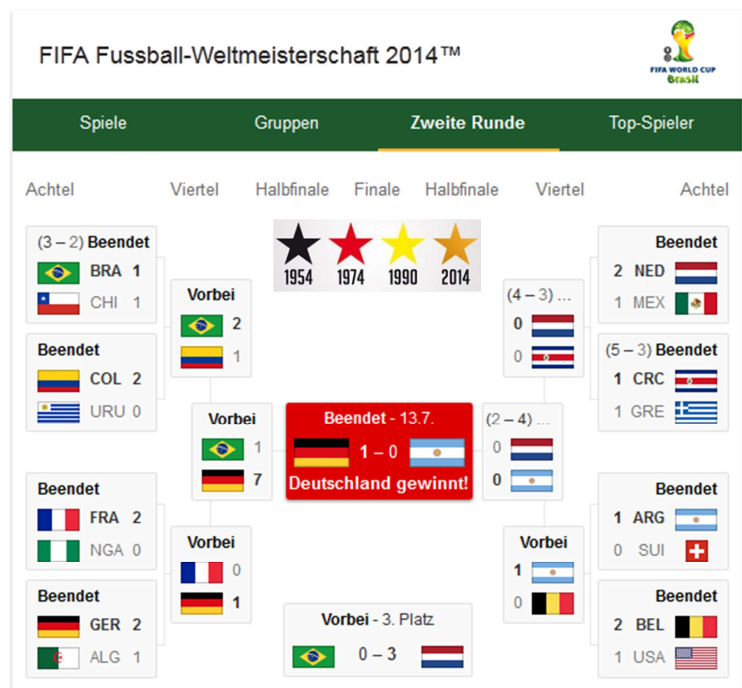 FIFA Fussball-Weltmeisterschaft 2014™
FIFA WORLD CUP
Brasil
Spiele Gruppen Zweite Runde Top-Spieler
Achtel Viertel Halbfinale Finale Halbfinale Viertel Achtel
1954 1974 1990 2014
(3 – 2) Beendet
BRA 1
CHI 1
Beendet
COL 2
URU 0
Vorbei
2
1
Vorbei
1
7
Beendet
FRA 2
NGA 0
Beendet
GER 2
ALG 1
Vorbei
0
1
Beendet - 13.7.
1 – 0
Deutschland gewinnt!
Vorbei - 3. Platz
0 – 3
(2 – 4) ...
0
0
(4 – 3) ...
0
0
Vorbei
1
0
Beendet
2 NED
1 MEX
(5 – 3) Beendet
1 CRC
1 GRE
Beendet
1 ARG
0 SUI
Beendet
2 BEL
1 USA